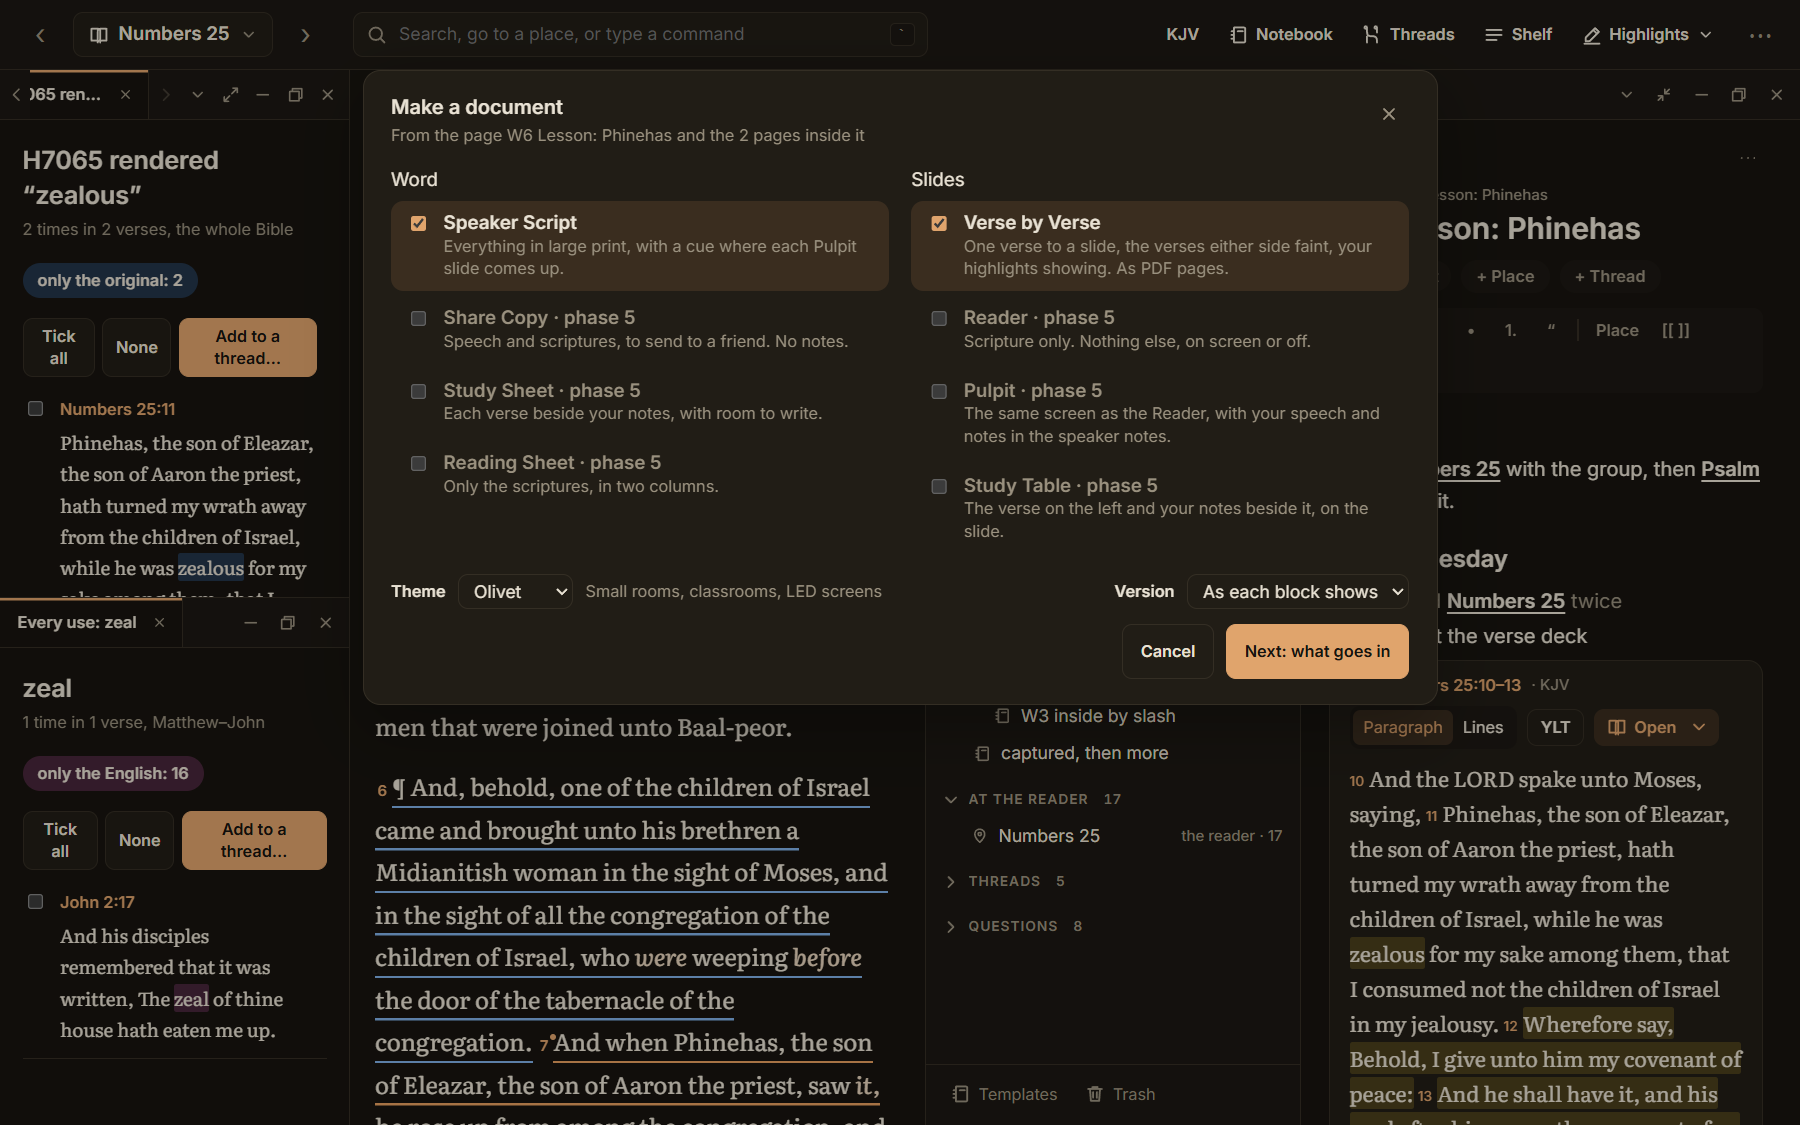 Numbers 25
Search, go to a place, or type a command
`
KJV
Notebook
Threads
Shelf
Highlights
065 ren...
H7065 rendered
“zealous”
2 times in 2 verses, the whole Bible
only the original: 2
Tick
all
None
Add to a
thread...
Numbers 25:11
Phinehas, the son of Eleazar,
the son of Aaron the priest,
hath turned my wrath away
from the children of Israel,
while he was zealous for my
Every use: zeal
zeal
1 time in 1 verse, Matthew–John
only the English: 16
Tick
all
None
Add to a
thread...
John 2:17
And his disciples
remembered that it was
written, The zeal of thine
house hath eaten me up.
Make a document
From the page W6 Lesson: Phinehas and the 2 pages inside it
Word
Speaker Script
Everything in large print, with a cue where each Pulpit
slide comes up.
Share Copy · phase 5
Speech and scriptures, to send to a friend. No notes.
Study Sheet · phase 5
Each verse beside your notes, with room to write.
Reading Sheet · phase 5
Only the scriptures, in two columns.
Slides
Verse by Verse
One verse to a slide, the verses either side faint, your
highlights showing. As PDF pages.
Reader · phase 5
Scripture only. Nothing else, on screen or off.
Pulpit · phase 5
The same screen as the Reader, with your speech and
notes in the speaker notes.
Study Table · phase 5
The verse on the left and your notes beside it, on the
slide.
Theme
Olivet
Small rooms, classrooms, LED screens
Version
As each block shows
Cancel
Next: what goes in
men that were joined unto Baal-peor.
6 ¶ And, behold, one of the children of Israel
came and brought unto his brethren a
Midianitish woman in the sight of Moses, and
in the sight of all the congregation of the
children of Israel, who were weeping before
the door of the tabernacle of the
congregation. 7 And when Phinehas, the son
of Eleazar, the son of Aaron the priest, saw it,
he rose up from among the congregation, and
W3 inside by slash
captured, then more
AT THE READER 17
Numbers 25
the reader · 17
THREADS 5
QUESTIONS 8
Templates
Trash
sson: Phinehas
son: Phinehas
+ Place
+ Thread
• 1. “ Place [[ ]]
ers 25 with the group, then Psalm
it.
esday
Numbers 25 twice
t the verse deck
rs 25:10–13 · KJV
Paragraph
Lines
YLT
Open
10 And the LORD spake unto Moses,
saying, 11 Phinehas, the son of Eleazar,
the son of Aaron the priest, hath
turned my wrath away from the
children of Israel, while he was
zealous for my sake among them, that
I consumed not the children of Israel
in my jealousy. 12 Wherefore say,
Behold, I give unto him my covenant of
peace: 13 And he shall have it, and his